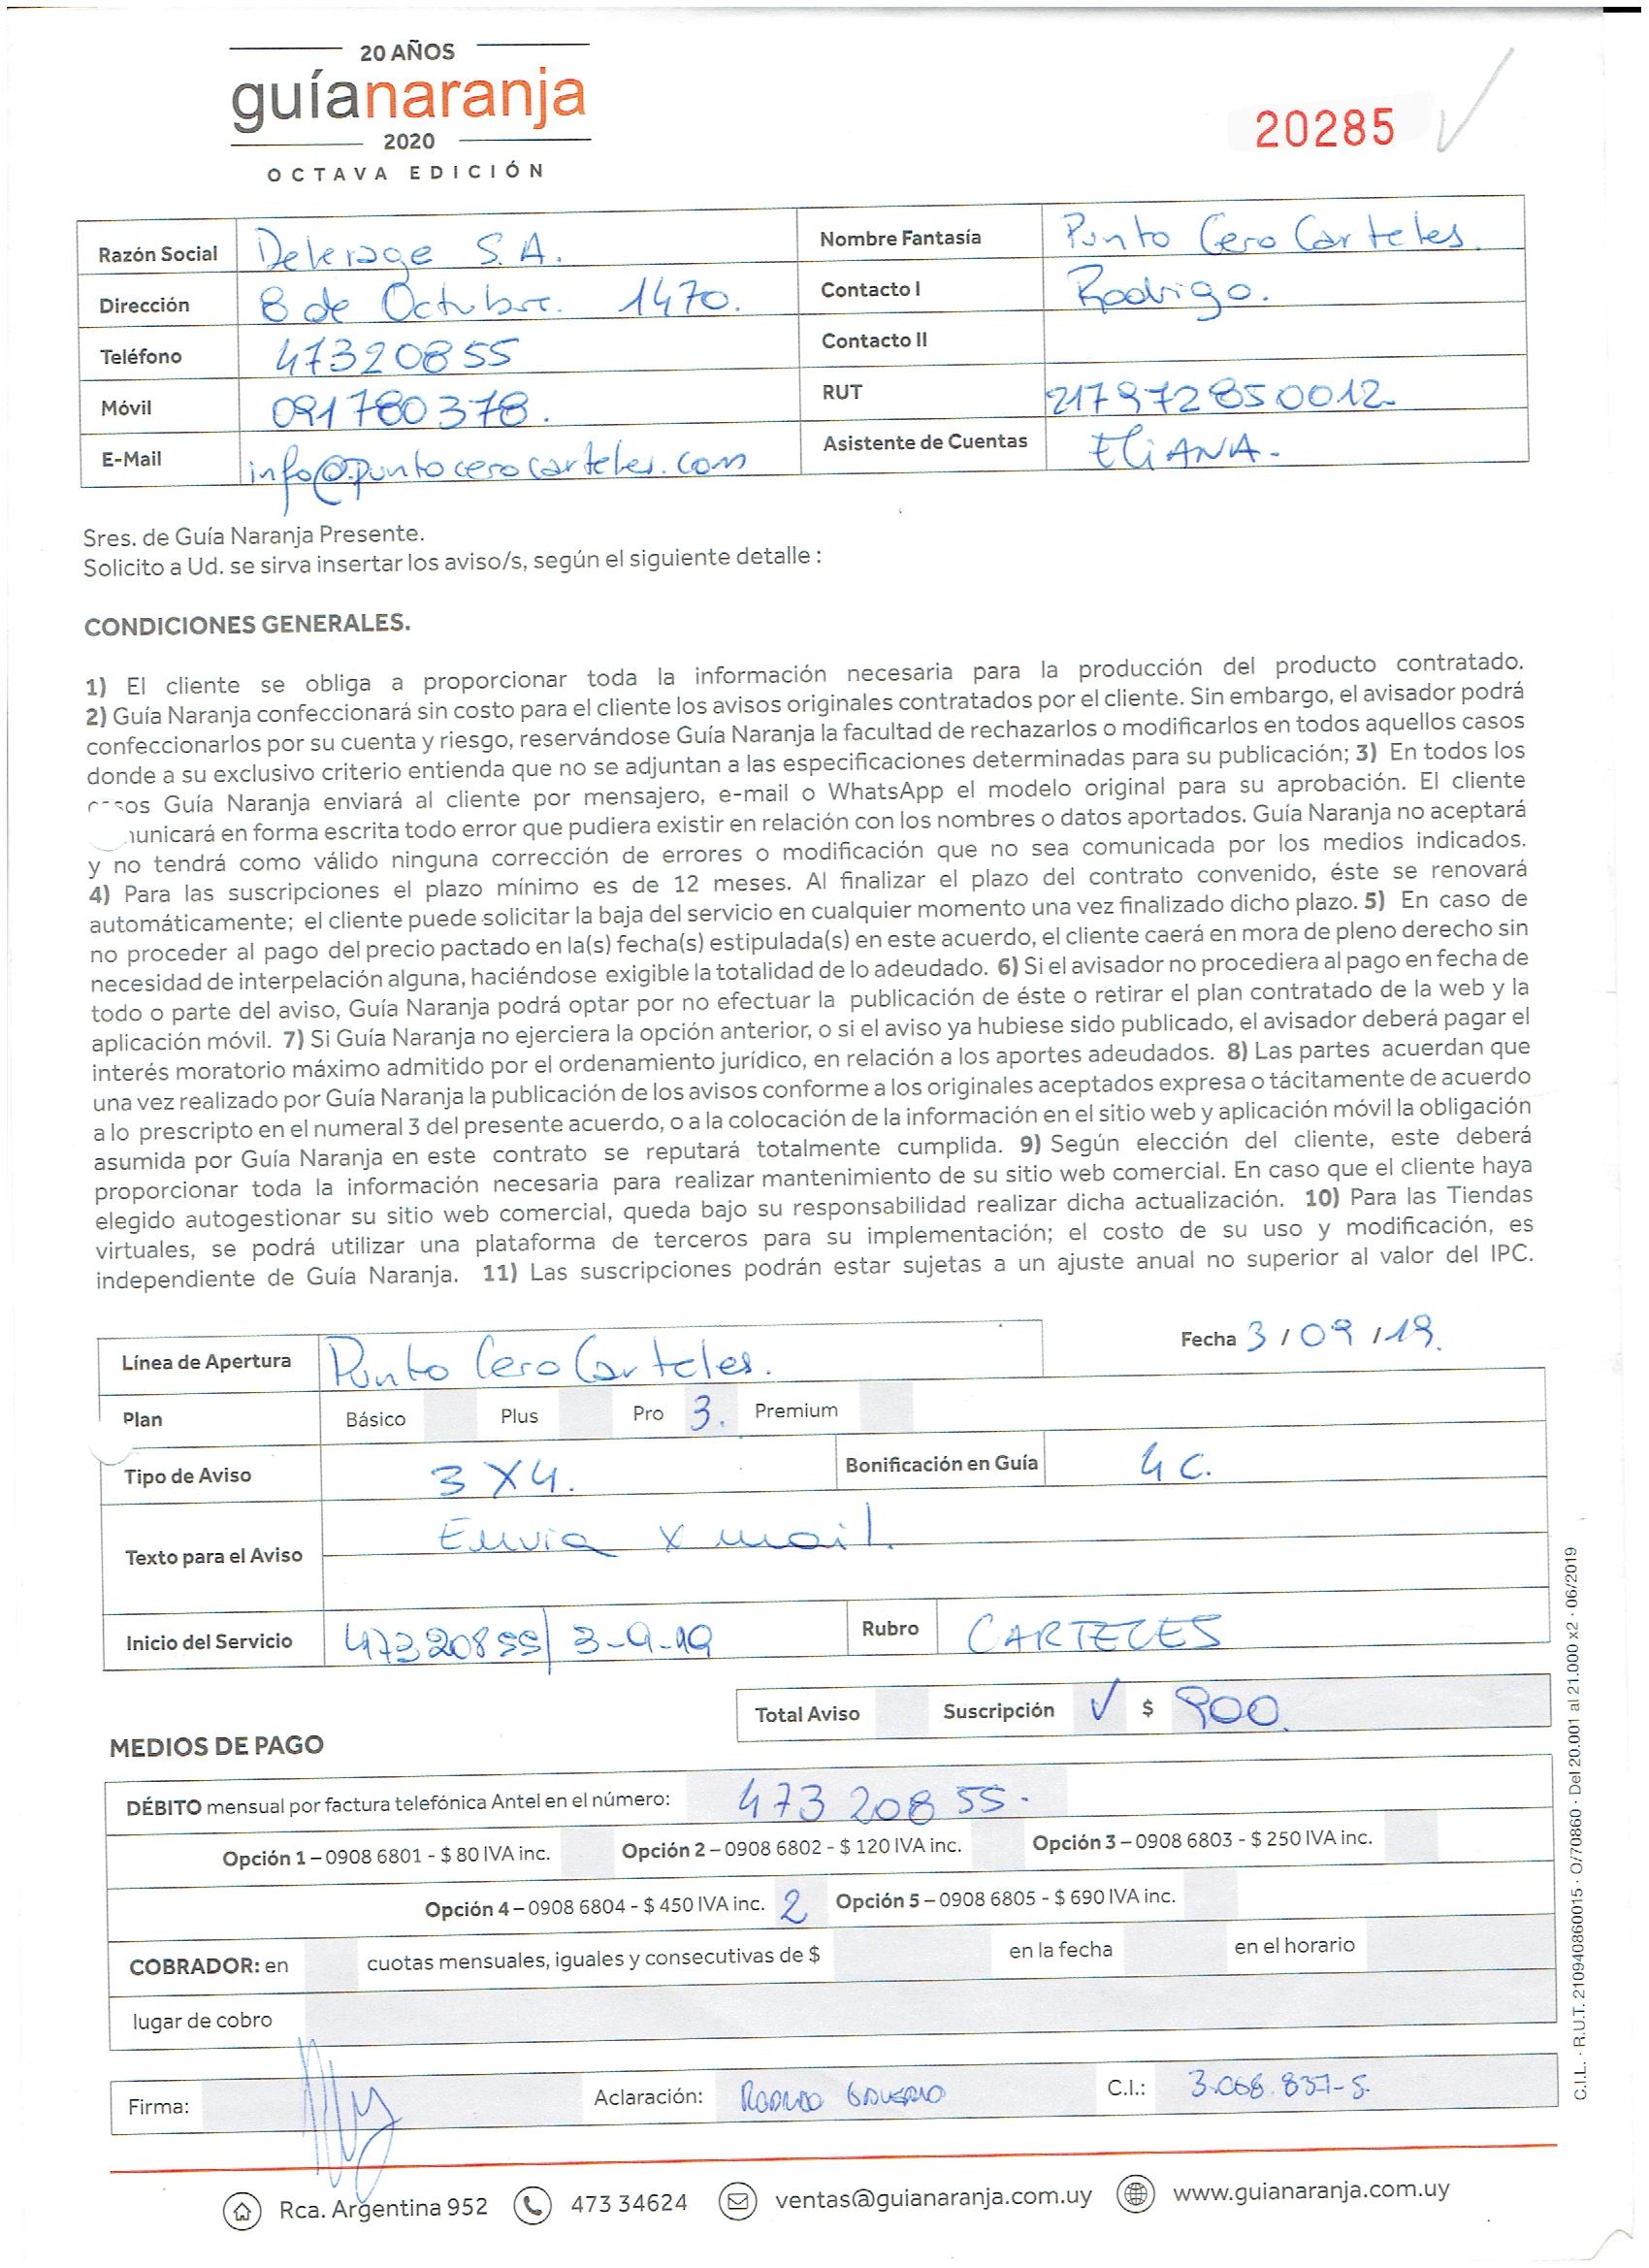 20 AÑOS
guíanaranja
2020
OCTAVA EDICIÓN
20285
Razón Social Delerage S.A. Nombre Fantasía Punto Cero Carteles.
Dirección 8 de Octubre. 1470. Contacto I Rodrigo.
Teléfono 47320855 Contacto II
Móvil 091780378. RUT 217972850012.
E-Mail info@puntocerocarteles.com Asistente de Cuentas ELiANA.
Sres. de Guía Naranja Presente.
Solicito a Ud. se sirva insertar los aviso/s, según el siguiente detalle :
CONDICIONES GENERALES.
1) El cliente se obliga a proporcionar toda la información necesaria para la producción del producto contratado.
2) Guía Naranja confeccionará sin costo para el cliente los avisos originales contratados por el cliente. Sin embargo, el avisador podrá
confeccionarlos por su cuenta y riesgo, reservándose Guía Naranja la facultad de rechazarlos o modificarlos en todos aquellos casos
donde a su exclusivo criterio entienda que no se adjuntan a las especificaciones determinadas para su publicación; 3) En todos los
sos Guía Naranja enviará al cliente por mensajero, e-mail o WhatsApp el modelo original para su aprobación. El cliente
unicará en forma escrita todo error que pudiera existir en relación con los nombres o datos aportados. Guía Naranja no aceptará
y no tendrá como válido ninguna corrección de errores o modificación que no sea comunicada por los medios indicados.
4) Para las suscripciones el plazo mínimo es de 12 meses. Al finalizar el plazo del contrato convenido, éste se renovará
automáticamente; el cliente puede solicitar la baja del servicio en cualquier momento una vez finalizado dicho plazo. 5) En caso de
no proceder al pago del precio pactado en la(s) fecha(s) estipulada(s) en este acuerdo, el cliente caerá en mora de pleno derecho sin
necesidad de interpelación alguna, haciéndose exigible la totalidad de lo adeudado. 6) Si el avisador no procediera al pago en fecha de
todo o parte del aviso, Guía Naranja podrá optar por no efectuar la publicación de éste o retirar el plan contratado de la web y la
aplicación móvil. 7) Si Guía Naranja no ejerciera la opción anterior, o si el aviso ya hubiese sido publicado, el avisador deberá pagar el
interés moratorio máximo admitido por el ordenamiento jurídico, en relación a los aportes adeudados. 8) Las partes acuerdan que
una vez realizado por Guía Naranja la publicación de los avisos conforme a los originales aceptados expresa o tácitamente de acuerdo
a lo prescripto en el numeral 3 del presente acuerdo, o a la colocación de la información en el sitio web y aplicación móvil la obligación
asumida por Guía Naranja en este contrato se reputará totalmente cumplida. 9) Según elección del cliente, este deberá
proporcionar toda la información necesaria para realizar mantenimiento de su sitio web comercial. En caso que el cliente haya
elegido autogestionar su sitio web comercial, queda bajo su responsabilidad realizar dicha actualización. 10) Para las Tiendas
virtuales, se podrá utilizar una plataforma de terceros para su implementación; el costo de su uso y modificación, es
independiente de Guía Naranja. 11) Las suscripciones podrán estar sujetas a un ajuste anual no superior al valor del IPC.
Línea de Apertura Punto Cero Carteles. Fecha 3 / 09 / 19.
Plan Básico Plus Pro 3. Premium
Tipo de Aviso 3 X 4. Bonificación en Guía 4 C.
Texto para el Aviso Envia x mail.
Inicio del Servicio 47320855/ 3-9-19 Rubro CARTELES
Total Aviso Suscripción ✓ $ 900.
MEDIOS DE PAGO
DÉBITO mensual por factura telefónica Antel en el número: 473 208 55.
Opción 1 – 0908 6801 - $ 80 IVA inc. Opción 2 – 0908 6802 - $ 120 IVA inc. Opción 3 – 0908 6803 - $ 250 IVA inc.
Opción 4 – 0908 6804 - $ 450 IVA inc. 2 Opción 5 – 0908 6805 - $ 690 IVA inc.
COBRADOR: en cuotas mensuales, iguales y consecutivas de $ en la fecha en el horario
lugar de cobro
Firma: Aclaración: C.I.: 3.068.837-5.
Rca. Argentina 952 473 34624 ventas@guianaranja.com.uy www.guianaranja.com.uy
C.I.L. · R.U.T. 210940860015 · O/70860 · Del 20.001 al 21.000 x2 · 06/2019